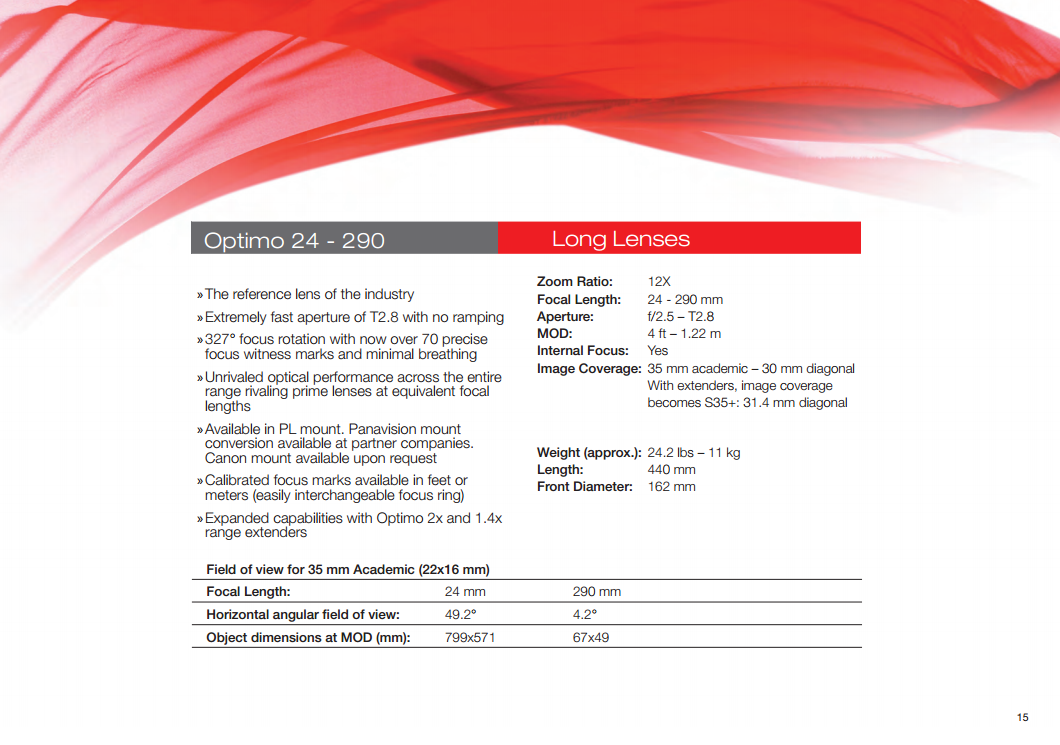 Optimo 24 - 290
Long Lenses
» The reference lens of the industry
» Extremely fast aperture of T2.8 with no ramping
» 327° focus rotation with now over 70 precise
focus witness marks and minimal breathing
» Unrivaled optical performance across the entire
range rivaling prime lenses at equivalent focal
lengths
» Available in PL mount. Panavision mount
conversion available at partner companies.
Canon mount available upon request
» Calibrated focus marks available in feet or
meters (easily interchangeable focus ring)
» Expanded capabilities with Optimo 2x and 1.4x
range extenders
Zoom Ratio: 12X
Focal Length: 24 - 290 mm
Aperture: f/2.5 – T2.8
MOD: 4 ft – 1.22 m
Internal Focus: Yes
Image Coverage: 35 mm academic – 30 mm diagonal
With extenders, image coverage
becomes S35+: 31.4 mm diagonal
Weight (approx.): 24.2 lbs – 11 kg
Length: 440 mm
Front Diameter: 162 mm
Field of view for 35 mm Academic (22x16 mm)
Focal Length: 24 mm 290 mm
Horizontal angular field of view: 49.2° 4.2°
Object dimensions at MOD (mm): 799x571 67x49
15